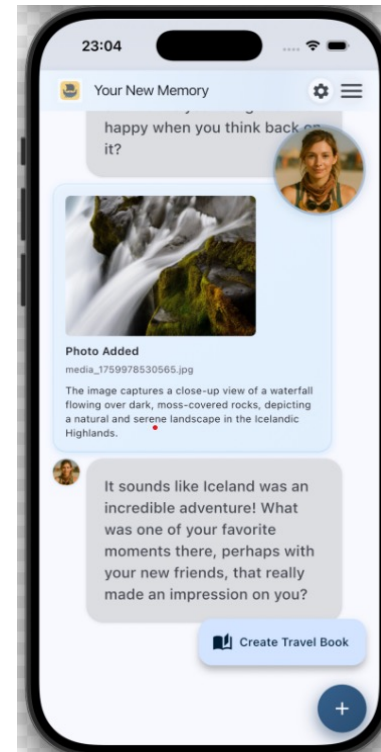 23:04
Your New Memory
happy when you think back on
it?
Photo Added
media_1759978530565.jpg
The image captures a close-up view of a waterfall
flowing over dark, moss-covered rocks, depicting
a natural and serene landscape in the Icelandic
Highlands.
It sounds like Iceland was an
incredible adventure! What
was one of your favorite
moments there, perhaps with
your new friends, that really
made an impression on you?
Create Travel Book
+